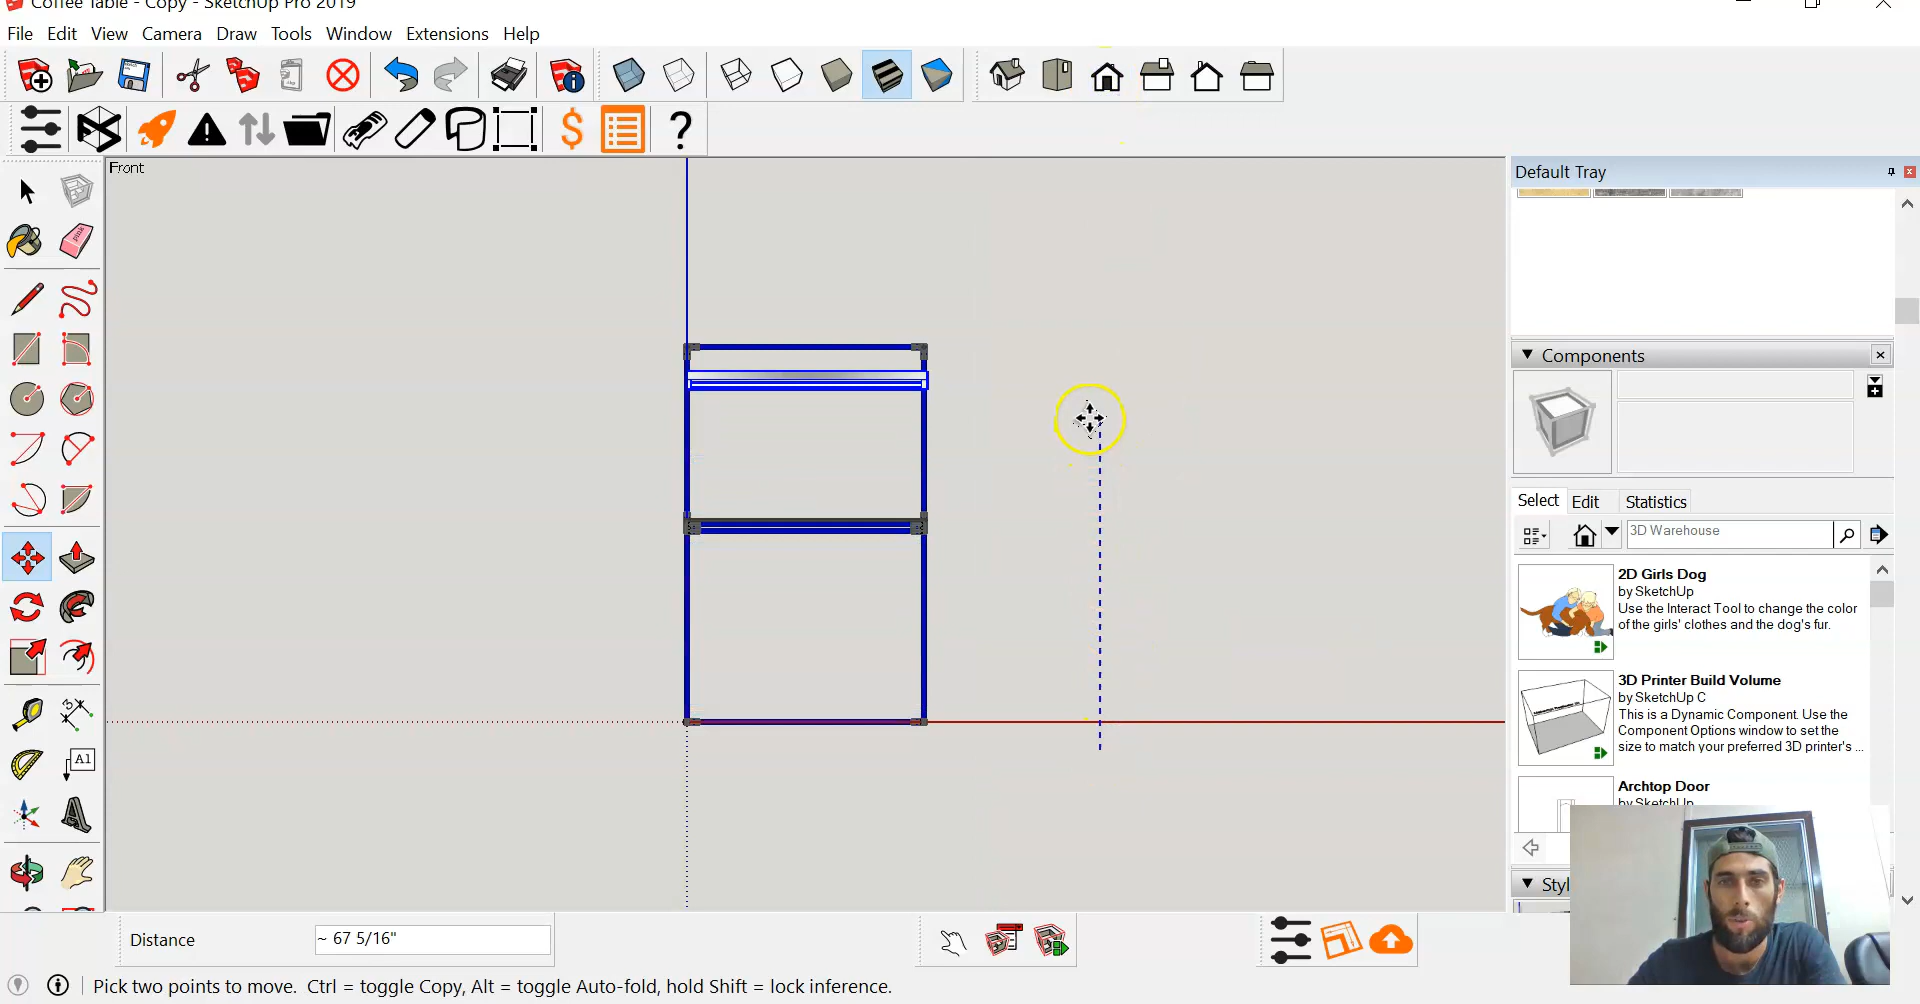 Coffee Table - Copy - SketchUp Pro 2019
File Edit View Camera Draw Tools Window Extensions Help
Front
Default Tray
Components
Select Edit Statistics
3D Warehouse
2D Girls Dog
by SketchUp
Use the Interact Tool to change the color
of the girls' clothes and the dog's fur.
3D Printer Build Volume
by SketchUp C
This is a Dynamic Component. Use the
Component Options window to set the
size to match your preferred 3D printer's ...
Archtop Door
by SketchUp
Styl
Distance ~ 67 5/16"
Pick two points to move. Ctrl = toggle Copy, Alt = toggle Auto-fold, hold Shift = lock inference.